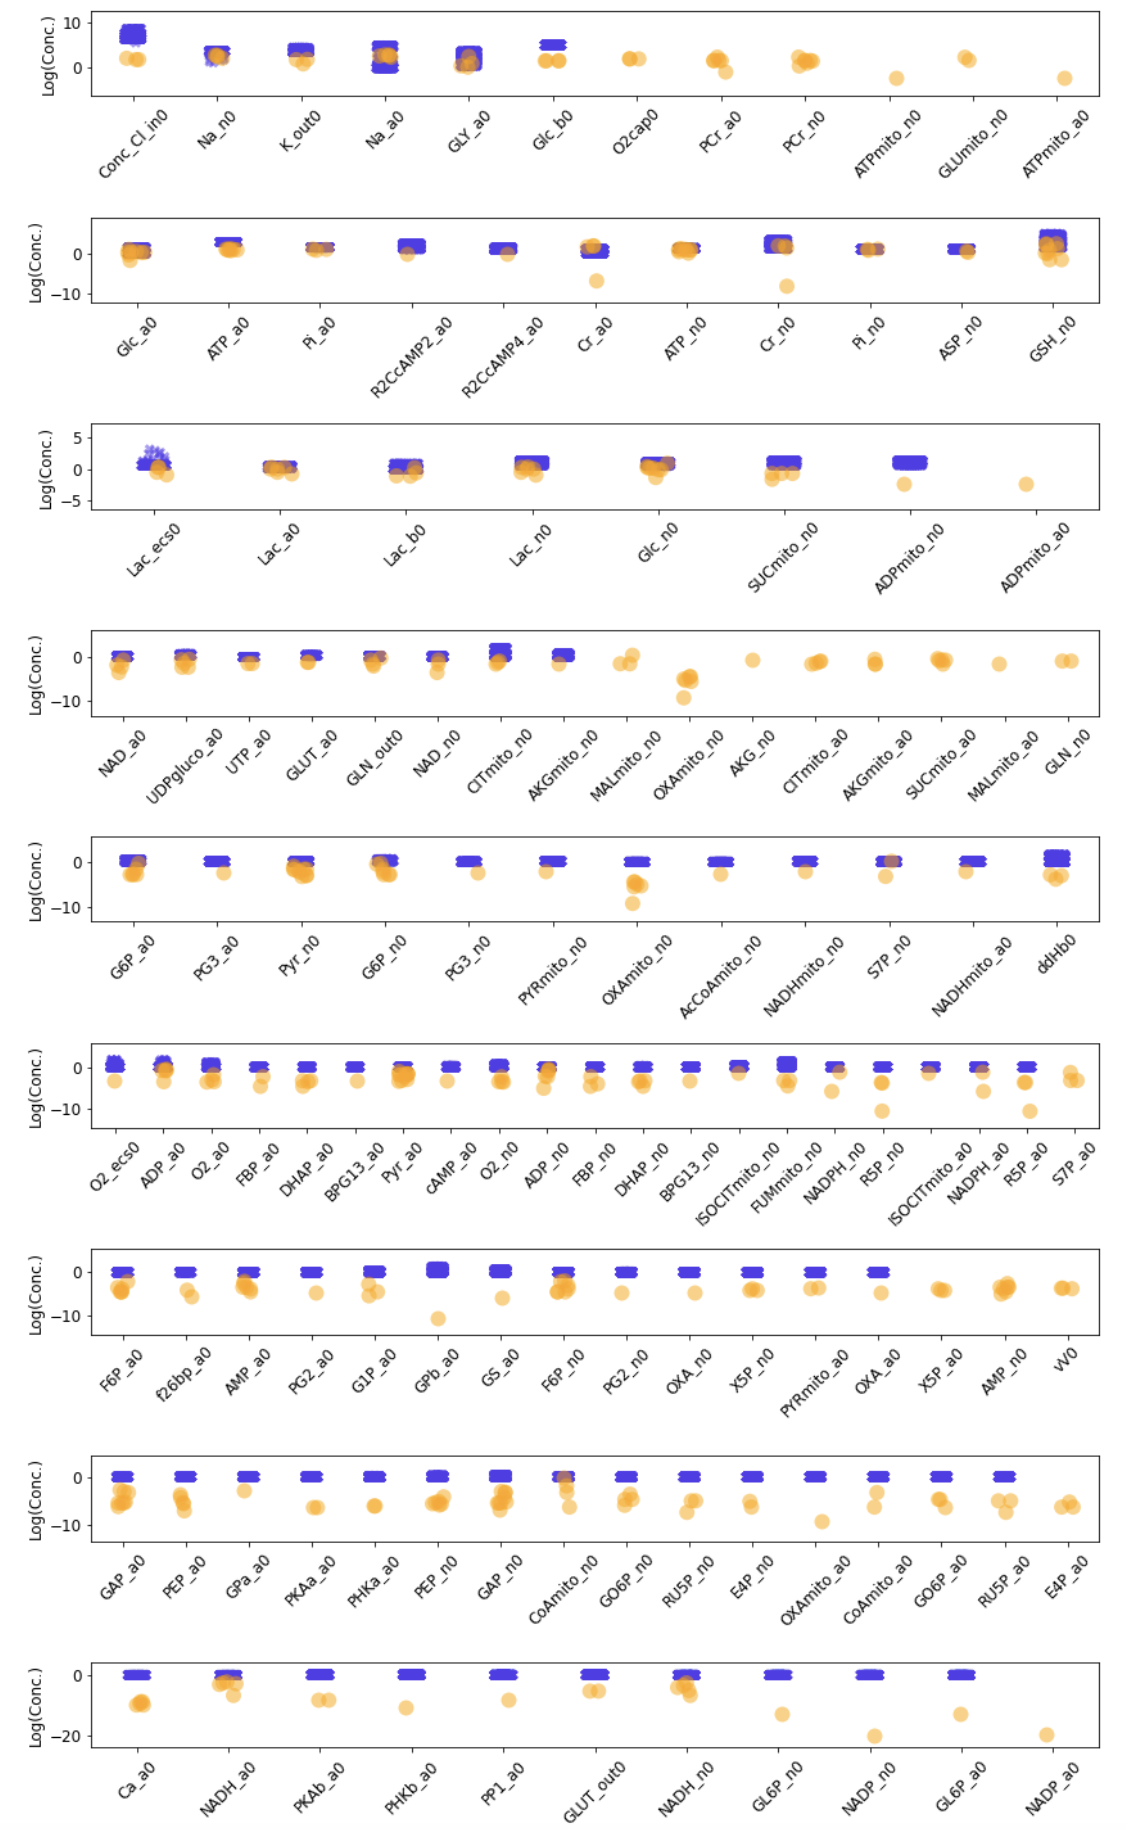 10
0
Log(Conc.)
Conc_Cl_in0 Na_n0 K_out0 Na_a0 GLY_a0 Glc_b0 O2cap0 PCr_a0 PCr_n0 ATPmito_n0 GLUmito_n0 ATPmito_a0
0
−10
Log(Conc.)
Glc_a0 ATP_a0 Pi_a0 R2CcAMP2_a0 R2CcAMP4_a0 Cr_a0 ATP_n0 Cr_n0 Pi_n0 ASP_n0 GSH_n0
5
0
−5
Log(Conc.)
Lac_ecs0 Lac_a0 Lac_b0 Lac_n0 Glc_n0 SUCmito_n0 ADPmito_n0 ADPmito_a0
0
−10
Log(Conc.)
NAD_a0 UDPgluco_a0 UTP_a0 GLUT_a0 GLN_out0 NAD_n0 CITmito_n0 AKGmito_n0 MALmito_n0 OXAmito_n0 AKG_n0 CITmito_a0 AKGmito_a0 SUCmito_a0 MALmito_a0 GLN_n0
0
−10
Log(Conc.)
G6P_a0 PG3_a0 Pyr_n0 G6P_n0 PG3_n0 PYRmito_n0 OXAmito_n0 AcCoAmito_n0 NADHmito_n0 S7P_n0 NADHmito_a0 ddHb0
0
−10
Log(Conc.)
O2_ecs0 ADP_a0 O2_a0 FBP_a0 DHAP_a0 BPG13_a0 Pyr_a0 cAMP_a0 O2_n0 ADP_n0 FBP_n0 DHAP_n0 BPG13_n0 ISOCITmito_n0 FUMmito_n0 NADPH_n0 R5P_n0 ISOCITmito_a0 NADPH_a0 R5P_a0 S7P_a0
0
−10
Log(Conc.)
F6P_a0 f26bp_a0 AMP_a0 PG2_a0 G1P_a0 GPb_a0 GS_a0 F6P_n0 PG2_n0 OXA_n0 X5P_n0 PYRmito_a0 OXA_a0 X5P_a0 AMP_n0 vV0
0
−10
Log(Conc.)
GAP_a0 PEP_a0 GPa_a0 PKAa_a0 PHKa_a0 PEP_n0 GAP_n0 CoAmito_n0 GO6P_n0 RU5P_n0 E4P_n0 OXAmito_a0 CoAmito_a0 GO6P_a0 RU5P_a0 E4P_a0
0
−20
Log(Conc.)
Ca_a0 NADH_a0 PKAb_a0 PHKb_a0 PP1_a0 GLUT_out0 NADH_n0 GL6P_n0 NADP_n0 GL6P_a0 NADP_a0